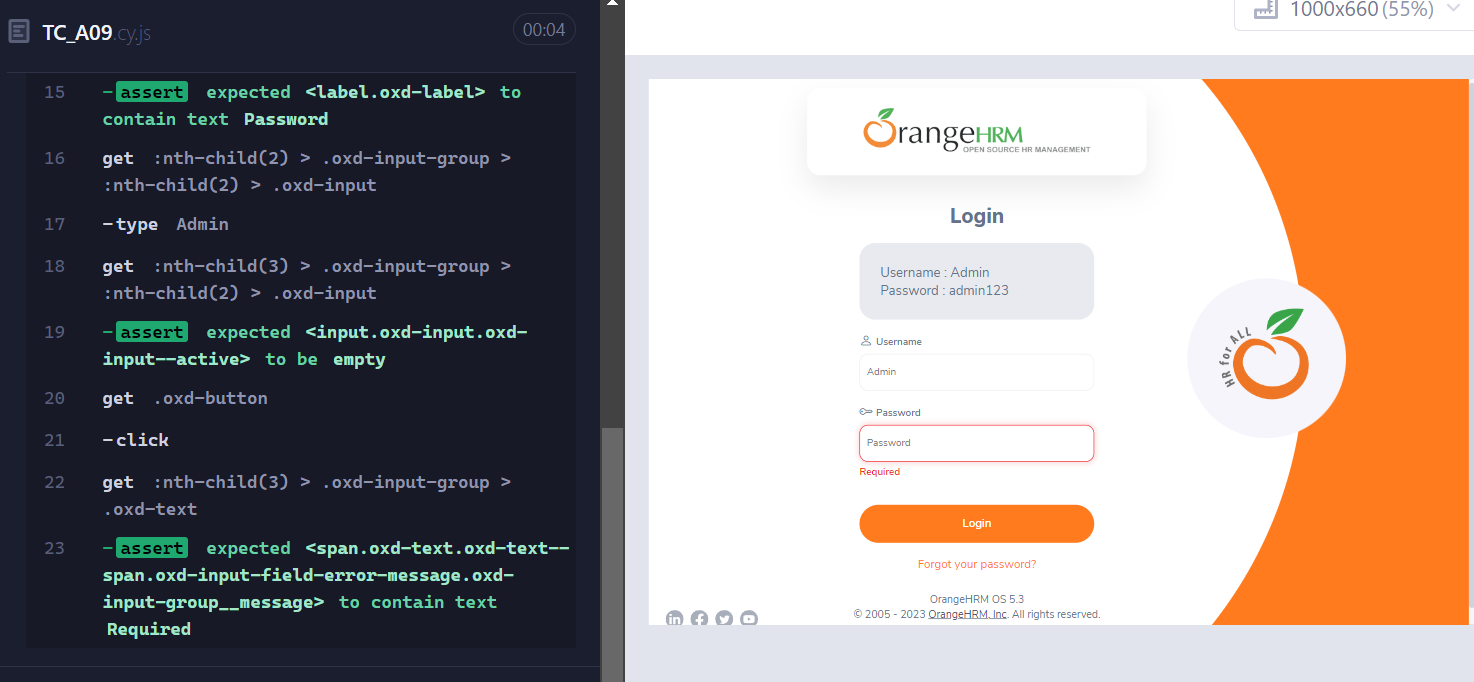 TC_A09.cy.js
00:04
15 -assert expected <label.oxd-label> to
contain text Password
16 get :nth-child(2) > .oxd-input-group >
:nth-child(2) > .oxd-input
17 -type Admin
18 get :nth-child(3) > .oxd-input-group >
:nth-child(2) > .oxd-input
19 -assert expected <input.oxd-input.oxd-
input--active> to be empty
20 get .oxd-button
21 -click
22 get :nth-child(3) > .oxd-input-group >
.oxd-text
23 -assert expected <span.oxd-text.oxd-text--
span.oxd-input-field-error-message.oxd-
input-group__message> to contain text
Required
1000x660 (55%)
OrangeHRM
OPEN SOURCE HR MANAGEMENT
Login
Username : Admin
Password : admin123
Username
Admin
Password
Password
Required
Login
Forgot your password?
OrangeHRM OS 5.3
© 2005 - 2023 OrangeHRM, Inc. All rights reserved.
HR for ALL